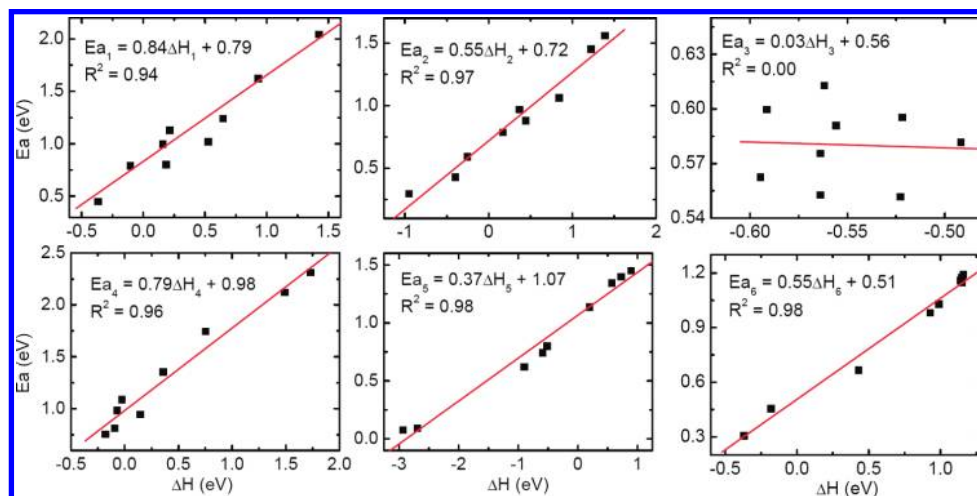 Ea₁ = 0.84ΔH₁ + 0.79
R² = 0.94
Ea (eV)
2.0
1.5
1.0
0.5
-0.5 0.0 0.5 1.0 1.5
Ea₂ = 0.55ΔH₂ + 0.72
R² = 0.97
1.5
1.0
0.5
0.0
-1 0 1 2
Ea₃ = 0.03ΔH₃ + 0.56
R² = 0.00
0.63
0.60
0.57
0.54
-0.60 -0.55 -0.50
Ea₄ = 0.79ΔH₄ + 0.98
R² = 0.96
Ea (eV)
2.5
2.0
1.5
1.0
-0.5 0.0 0.5 1.0 1.5 2.0
ΔH (eV)
Ea₅ = 0.37ΔH₅ + 1.07
R² = 0.98
1.5
1.0
0.5
0.0
-3 -2 -1 0 1
ΔH (eV)
Ea₆ = 0.55ΔH₆ + 0.51
R² = 0.98
1.2
0.9
0.6
0.3
-0.5 0.0 0.5 1.0
ΔH (eV)